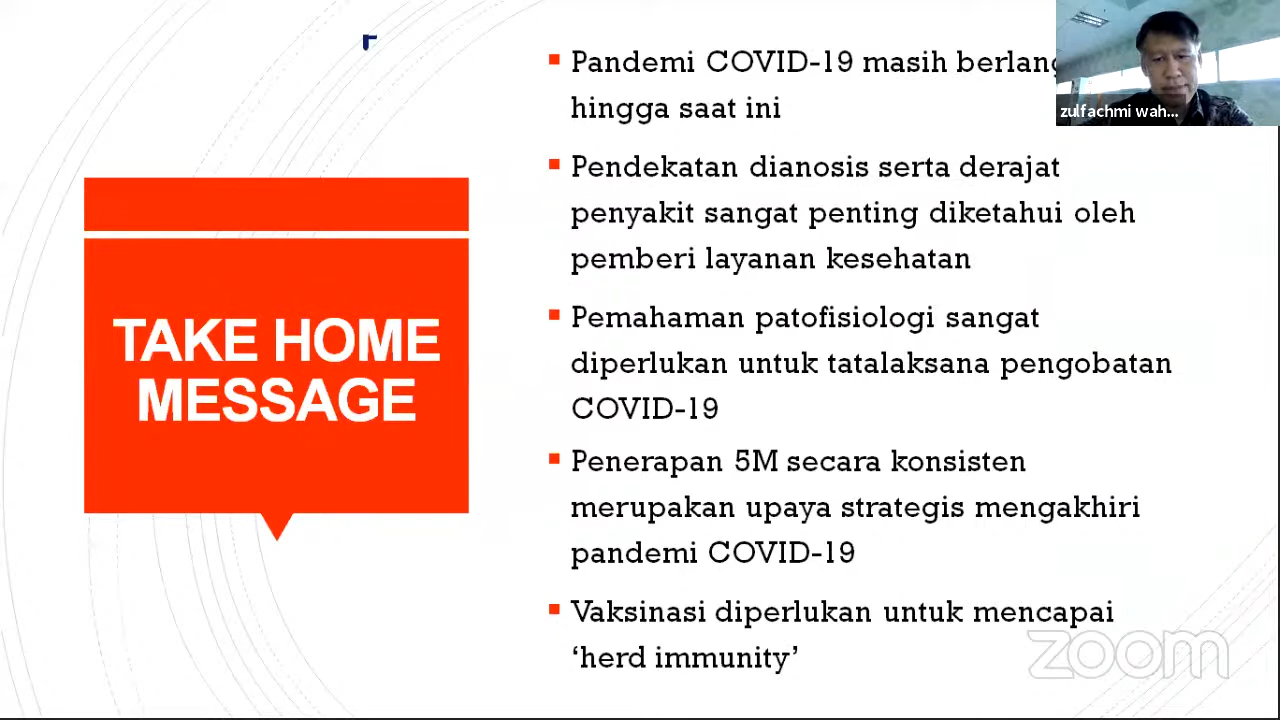 TAKE HOME
MESSAGE
Pandemi COVID-19 masih
hingga saat ini
Pendekatan dianosis serta derajat
penyakit sangat penting diketahui oleh
pemberi layanan kesehatan
Pemahaman patofisiologi sangat
diperlukan untuk tatalaksana pengobatan
COVID-19
Penerapan 5M secara konsisten
merupakan upaya strategis mengakhiri
pandemi COVID-19
Vaksinasi diperlukan untuk mencapai
‘herd immunity’
zulfachmi wah...
zoom